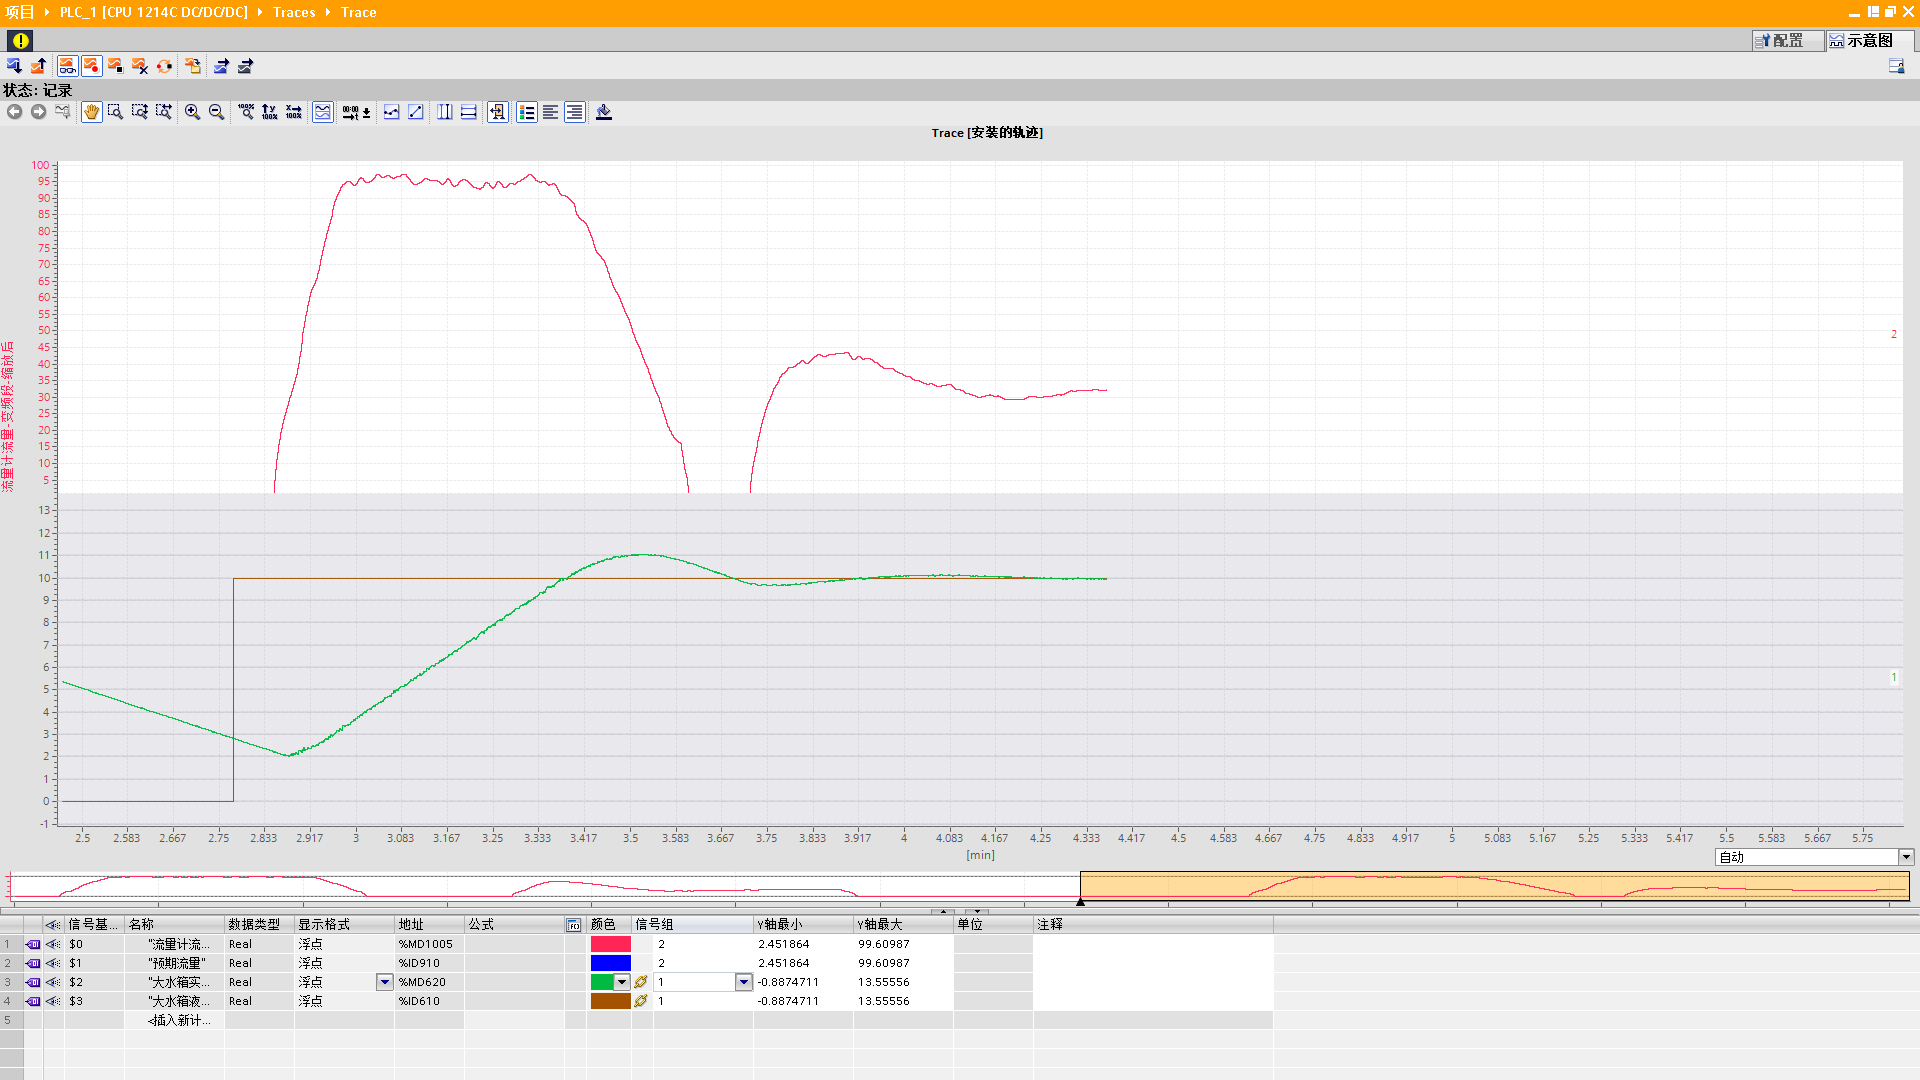 项目 ▸ PLC_1 [CPU 1214C DC/DC/DC] ▸ Traces ▸ Trace
配置 示意图
状态: 记录
Trace [安装的轨迹]
流量计流量-变频段-缩放后
100
95
90
85
80
75
70
65
60
55
50
45
40
35
30
25
20
15
10
5
2
13
12
11
10
9
8
7
6
5
4
3
2
1
0
-1
1
2.5 2.583 2.667 2.75 2.833 2.917 3 3.083 3.167 3.25 3.333 3.417 3.5 3.583 3.667 3.75 3.833 3.917 4 4.083 4.167 4.25 4.333 4.417 4.5 4.583 4.667 4.75 4.833 4.917 5 5.083 5.167 5.25 5.333 5.417 5.5 5.583 5.667 5.75
[min]
自动
信号基... 名称 数据类型 显示格式 地址 公式 颜色 信号组 Y轴最小 Y轴最大 单位 注释
1 $0 "流量计流... Real 浮点 %MD1005 2 2.451864 99.60987
2 $1 "预期流量" Real 浮点 %ID910 2 2.451864 99.60987
3 $2 "大水箱实... Real 浮点 %MD620 1 -0.8874711 13.55556
4 $3 "大水箱液... Real 浮点 %ID610 1 -0.8874711 13.55556
5 <插入新计...